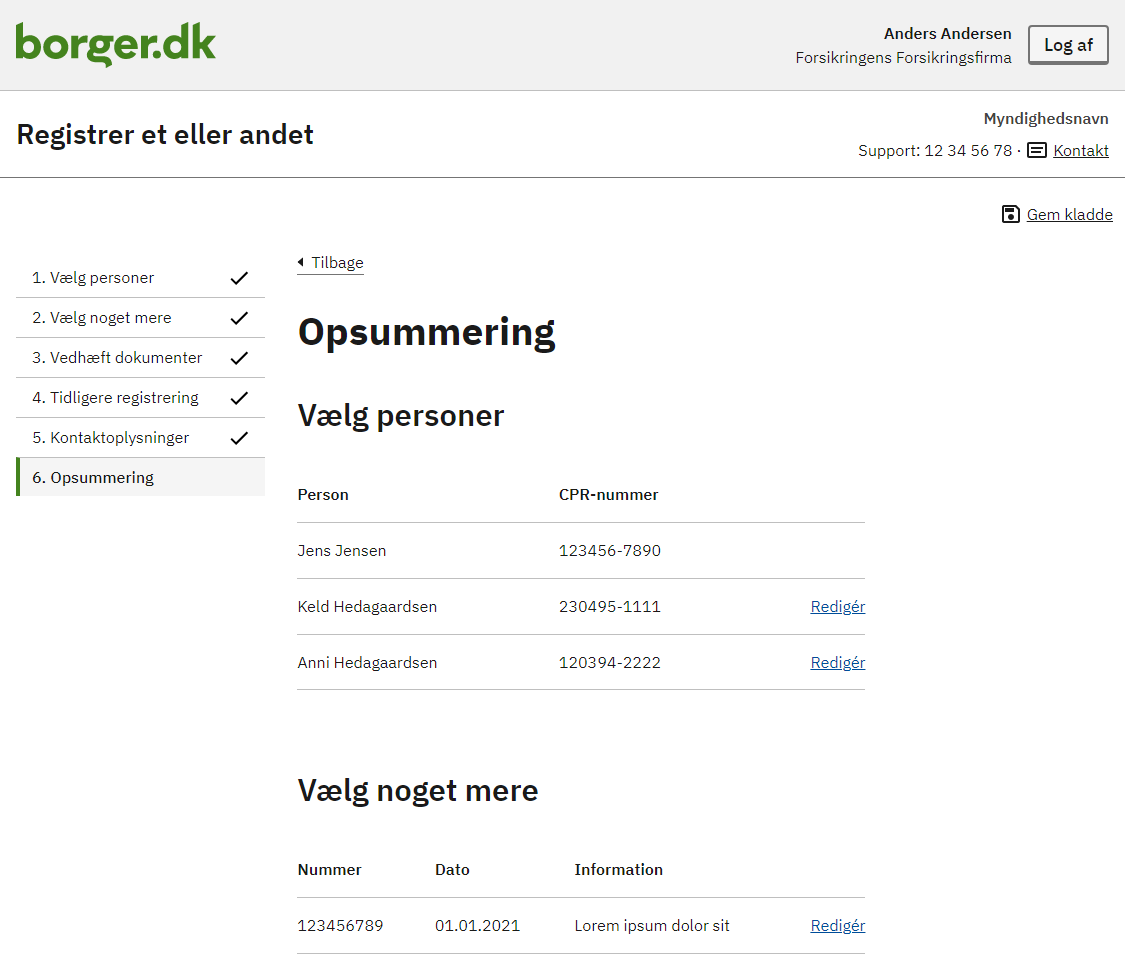 borger.dk
Anders Andersen
Forsikringens Forsikringsfirma
Log af
Registrer et eller andet
Myndighedsnavn
Support: 12 34 56 78 · Kontakt
Gem kladde
1. Vælg personer
2. Vælg noget mere
3. Vedhæft dokumenter
4. Tidligere registrering
5. Kontaktoplysninger
6. Opsummering
Tilbage
Opsummering
Vælg personer
Person CPR-nummer
Jens Jensen 123456-7890
Keld Hedagaardsen 230495-1111 Redigér
Anni Hedagaardsen 120394-2222 Redigér
Vælg noget mere
Nummer Dato Information
123456789 01.01.2021 Lorem ipsum dolor sit Redigér